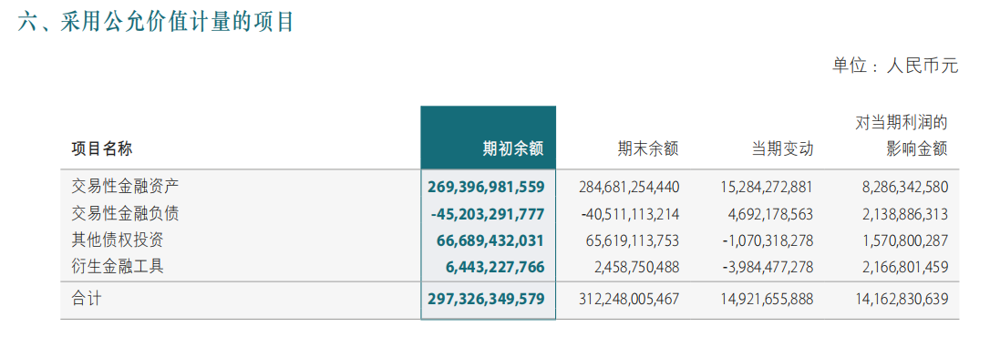 六、采用公允价值计量的项目
单位：人民币元
对当期利润的
项目名称 期初余额 期末余额 当期变动 影响金额
交易性金融资产 269,396,981,559 284,681,254,440 15,284,272,881 8,286,342,580
交易性金融负债 -45,203,291,777 -40,511,113,214 4,692,178,563 2,138,886,313
其他债权投资 66,689,432,031 65,619,113,753 -1,070,318,278 1,570,800,287
衍生金融工具 6,443,227,766 2,458,750,488 -3,984,477,278 2,166,801,459
合计 297,326,349,579 312,248,005,467 14,921,655,888 14,162,830,639